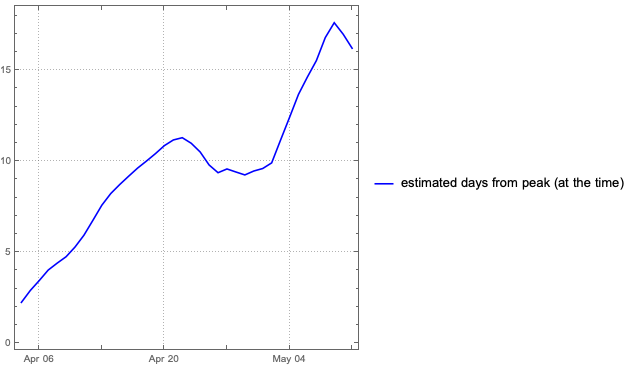 15
10
5
0
Apr 06
Apr 20
May 04
estimated days from peak (at the time)